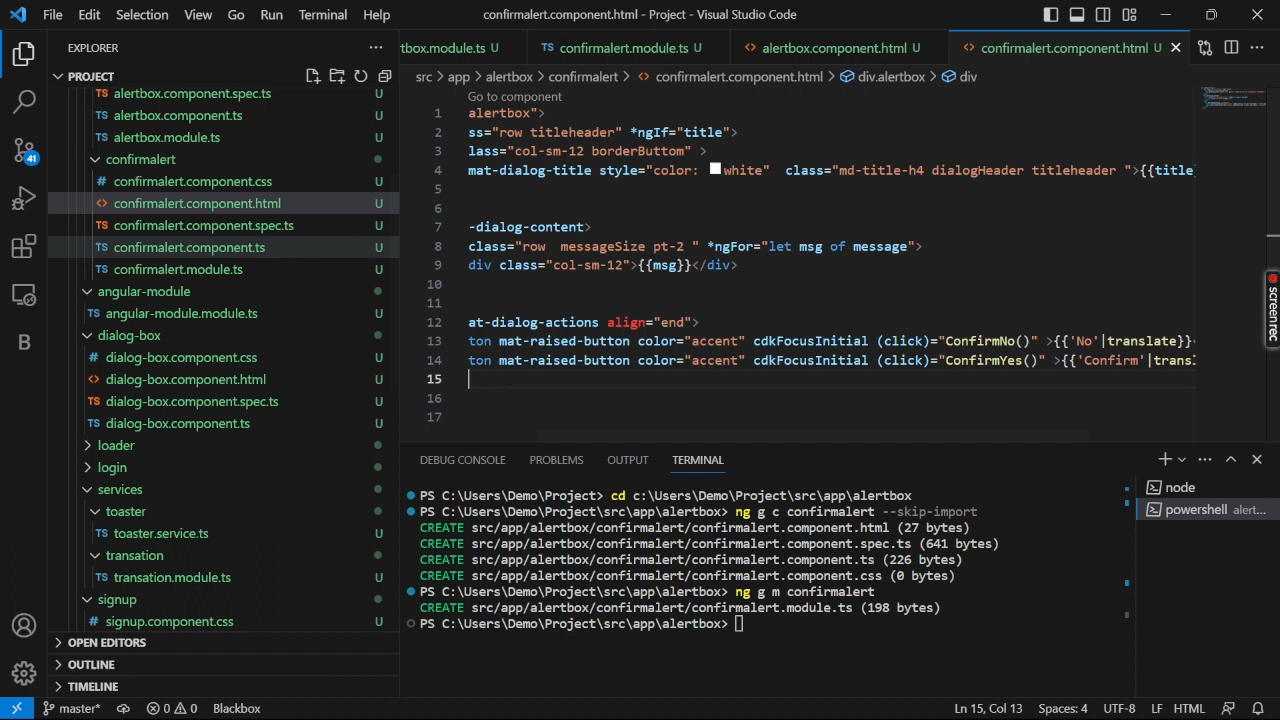 File Edit Selection View Go Run Terminal Help
confirmalert.component.html - Project - Visual Studio Code
EXPLORER
PROJECT
alertbox.component.spec.ts U
alertbox.component.ts U
alertbox.module.ts U
confirmalert
confirmalert.component.css U
confirmalert.component.html U
confirmalert.component.spec.ts U
confirmalert.component.ts U
confirmalert.module.ts U
angular-module
angular-module.module.ts U
dialog-box
dialog-box.component.css U
dialog-box.component.html U
dialog-box.component.spec.ts U
dialog-box.component.ts U
loader
login
services
toaster
toaster.service.ts U
transation
transation.module.ts U
signup
signup.component.css U
OPEN EDITORS
OUTLINE
TIMELINE
41
B
tbox.module.ts U
TS confirmalert.module.ts U
alertbox.component.html U
confirmalert.component.html U
src > app > alertbox > confirmalert > confirmalert.component.html > div.alertbox > div
Go to component
1 alertbox">
2 ss="row titleheader" *ngIf="title">
3 lass="col-sm-12 borderButtom" >
4 mat-dialog-title style="color: white" class="md-title-h4 dialogHeader titleheader ">{{title
5
6
7 -dialog-content>
8 class="row messageSize pt-2 " *ngFor="let msg of message">
9 div class="col-sm-12">{{msg}}</div>
10
11
12 at-dialog-actions align="end">
13 ton mat-raised-button color="accent" cdkFocusInitial (click)="ConfirmNo()" >{{'No'|translate}}<
14 ton mat-raised-button color="accent" cdkFocusInitial (click)="ConfirmYes()" >{{'Confirm'|transl
15
16
17
screenrec
DEBUG CONSOLE PROBLEMS OUTPUT TERMINAL
PS C:\Users\Demo\Project> cd c:\Users\Demo\Project\src\app\alertbox
PS C:\Users\Demo\Project\src\app\alertbox> ng g c confirmalert --skip-import
CREATE src/app/alertbox/confirmalert/confirmalert.component.html (27 bytes)
CREATE src/app/alertbox/confirmalert/confirmalert.component.spec.ts (641 bytes)
CREATE src/app/alertbox/confirmalert/confirmalert.component.ts (226 bytes)
CREATE src/app/alertbox/confirmalert/confirmalert.component.css (0 bytes)
PS C:\Users\Demo\Project\src\app\alertbox> ng g m confirmalert
CREATE src/app/alertbox/confirmalert/confirmalert.module.ts (198 bytes)
PS C:\Users\Demo\Project\src\app\alertbox>
node
powershell alert...
master* 0 0 Blackbox
Ln 15, Col 13 Spaces: 4 UTF-8 LF HTML